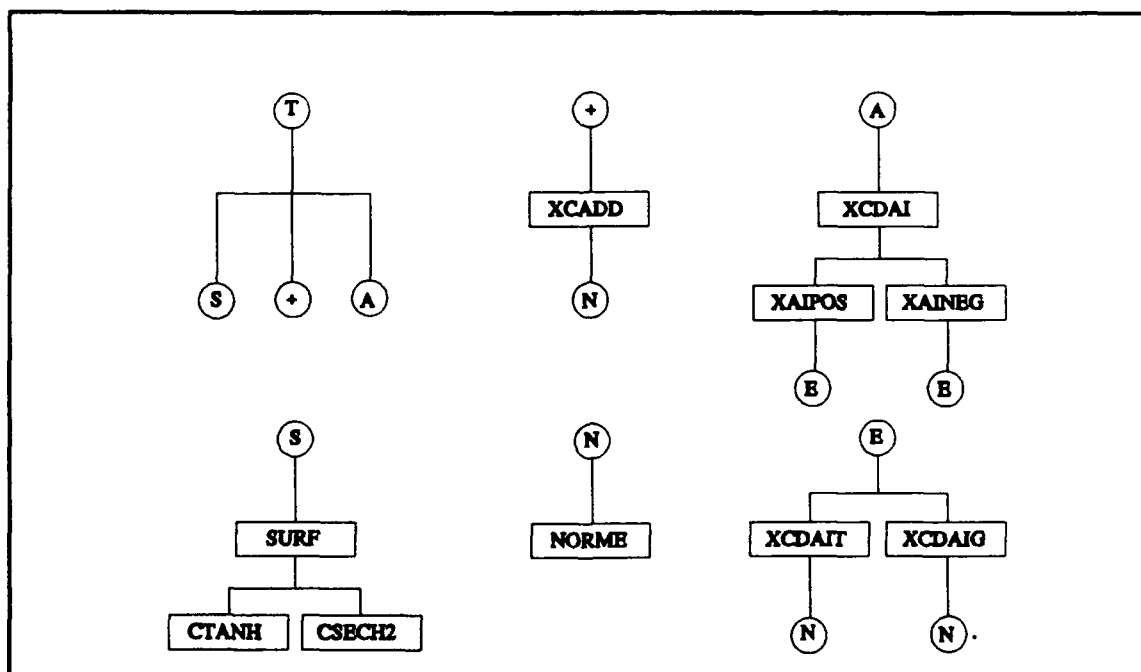 T + A
XCADD XCDAI
S + A N XAIPOS XAINEG
E E
S N E
SURF NORME XCDAIT XCDAIG
CTANH CSECH2 N N.